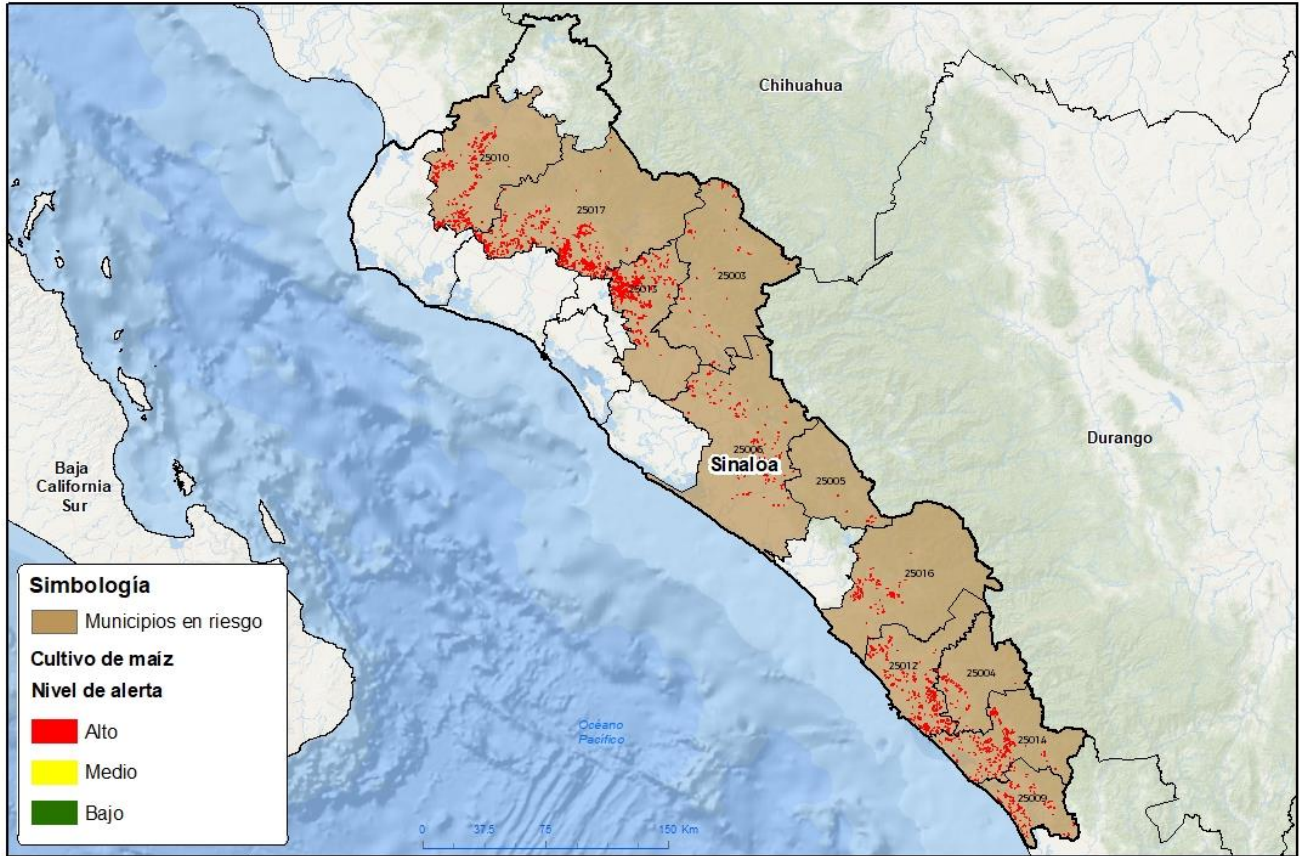 Chihuahua
25010
25017
25003
25013
Durango
25006
Sinaloa
25005
Baja
California
Sur
25016
25012
25004
25014
25009
Océano
Pacífico
Simbología
Municipios en riesgo
Cultivo de maíz
Nivel de alerta
Alto
Medio
Bajo
0 37.5 75 150 Km